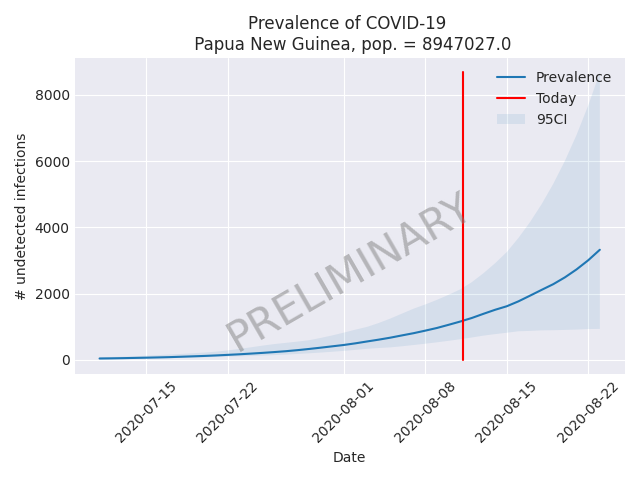 Prevalence of COVID-19
Papua New Guinea, pop. = 8947027.0
Prevalence
Today
95CI
8000
6000
4000
2000
0
# undetected infections
PRELIMINARY
2020-07-15
2020-07-22
2020-08-01
2020-08-08
2020-08-15
2020-08-22
Date